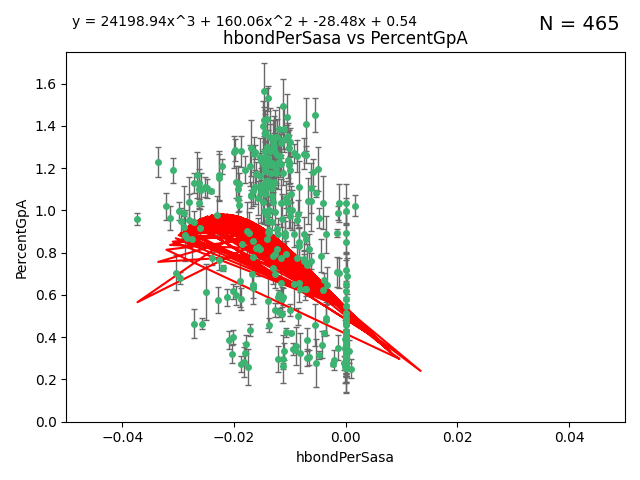 y = 24198.94x^3 + 160.06x^2 + -28.48x + 0.54
N = 465
hbondPerSasa vs PercentGpA
1.6
1.4
1.2
1.0
0.8
0.6
0.4
0.2
0.0
PercentGpA
−0.04
−0.02
0.00
0.02
0.04
hbondPerSasa